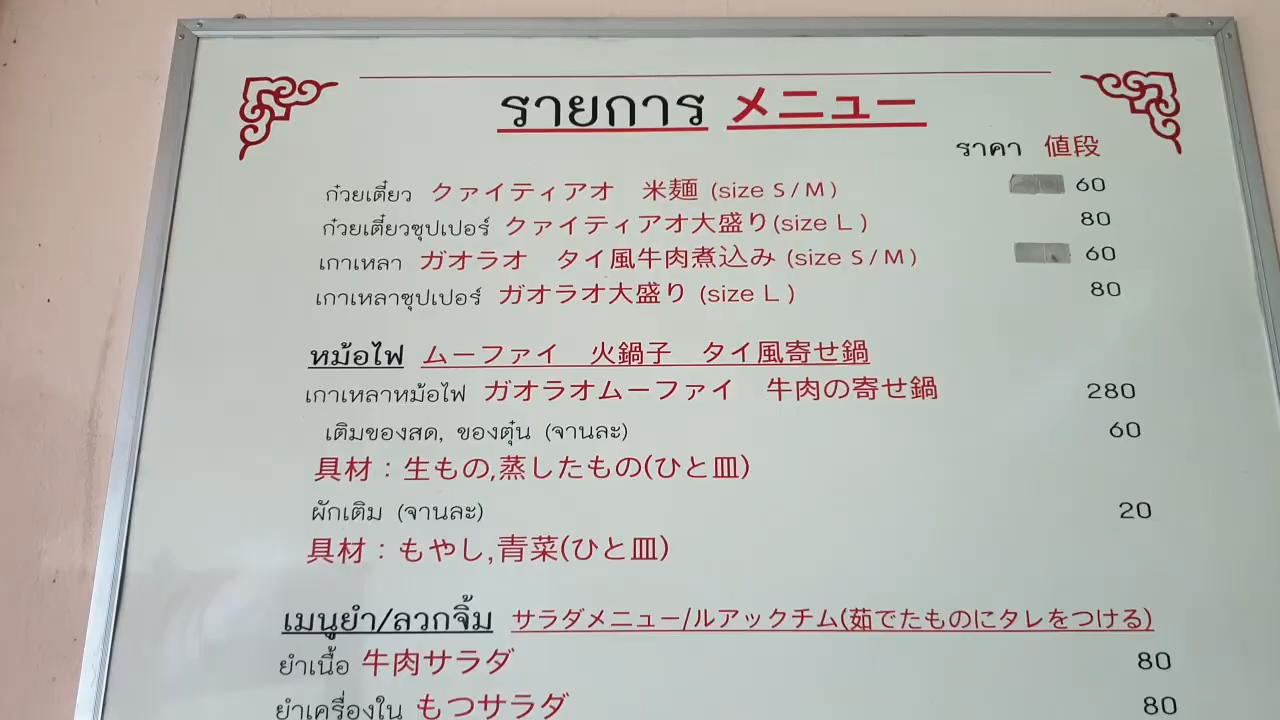 รายการ メニュー
ราคา 値段
ก๋วยเตี๋ยว クァイティアオ 米麺 (size S / M ) 60
ก๋วยเตี๋ยวซุปเปอร์ クァイティアオ大盛り(size L ) 80
เกาเหลา ガオラオ タイ風牛肉煮込み (size S / M ) 60
เกาเหลาซุปเปอร์ ガオラオ大盛り (size L ) 80
หม้อไฟ ムーファイ 火鍋子 タイ風寄せ鍋
เกาเหลาหม้อไฟ ガオラオムーファイ 牛肉の寄せ鍋 280
เติมของสด, ของตุ๋น (จานละ) 60
具材：生もの,蒸したもの(ひと皿)
ผักเติม (จานละ) 20
具材：もやし,青菜(ひと皿)
เมนูยำ/ลวกจิ้ม サラダメニュー/ルアックチム(茹でたものにタレをつける)
ยำเนื้อ 牛肉サラダ 80
ยำเครื่องใน もつサラダ 80